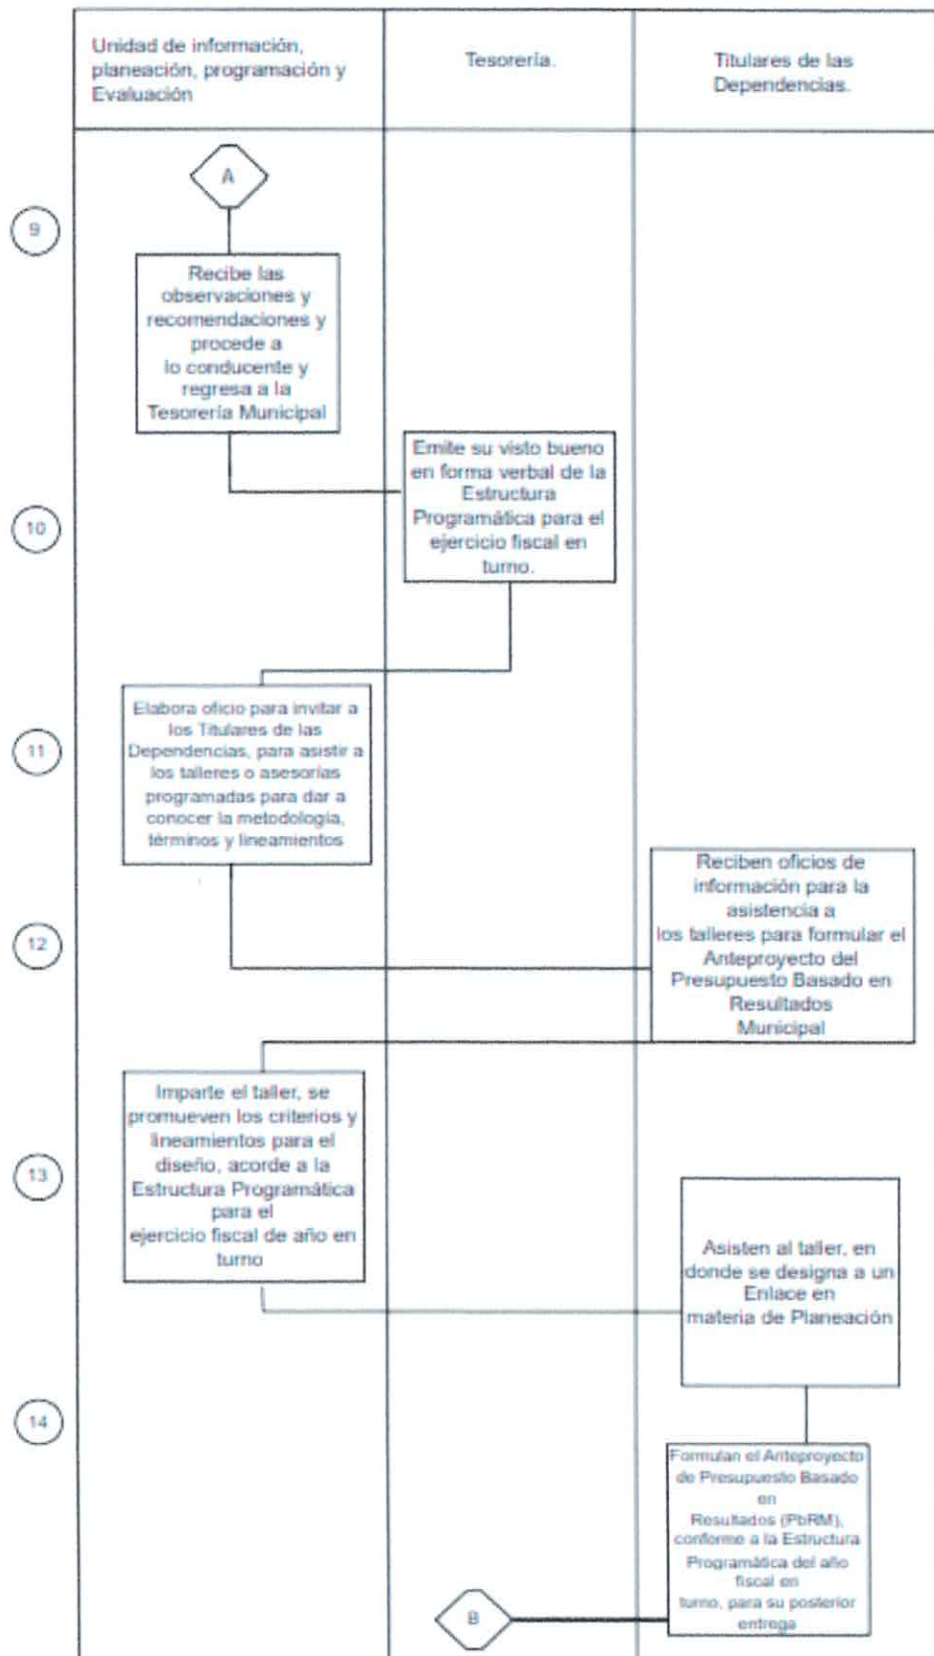 Unidad de información,
planeación, programación y
Evaluación
Tesorería.
Titulares de las
Dependencias.
A
9
Recibe las
observaciones y
recomendaciones y
procede a
lo conducente y
regresa a la
Tesorería Municipal
10
Emite su visto bueno
en forma verbal de la
Estructura
Programática para el
ejercicio fiscal en
turno.
11
Elabora oficio para invitar a
los Titulares de las
Dependencias, para asistir a
los talleres o asesorías
programadas para dar a
conocer la metodología,
términos y lineamientos
12
Reciben oficios de
información para la
asistencia a
los talleres para formular el
Anteproyecto del
Presupuesto Basado en
Resultados
Municipal
13
Imparte el taller, se
promueven los criterios y
lineamientos para el
diseño, acorde a la
Estructura Programática
para el
ejercicio fiscal de año en
turno
Asisten al taller, en
donde se designa a un
Enlace en
materia de Planeación
14
Formulan el Anteproyecto
de Presupuesto Basado
en
Resultados (PbRM),
conforme a la Estructura
Programática del año
fiscal en
turno, para su posterior
entrega
B